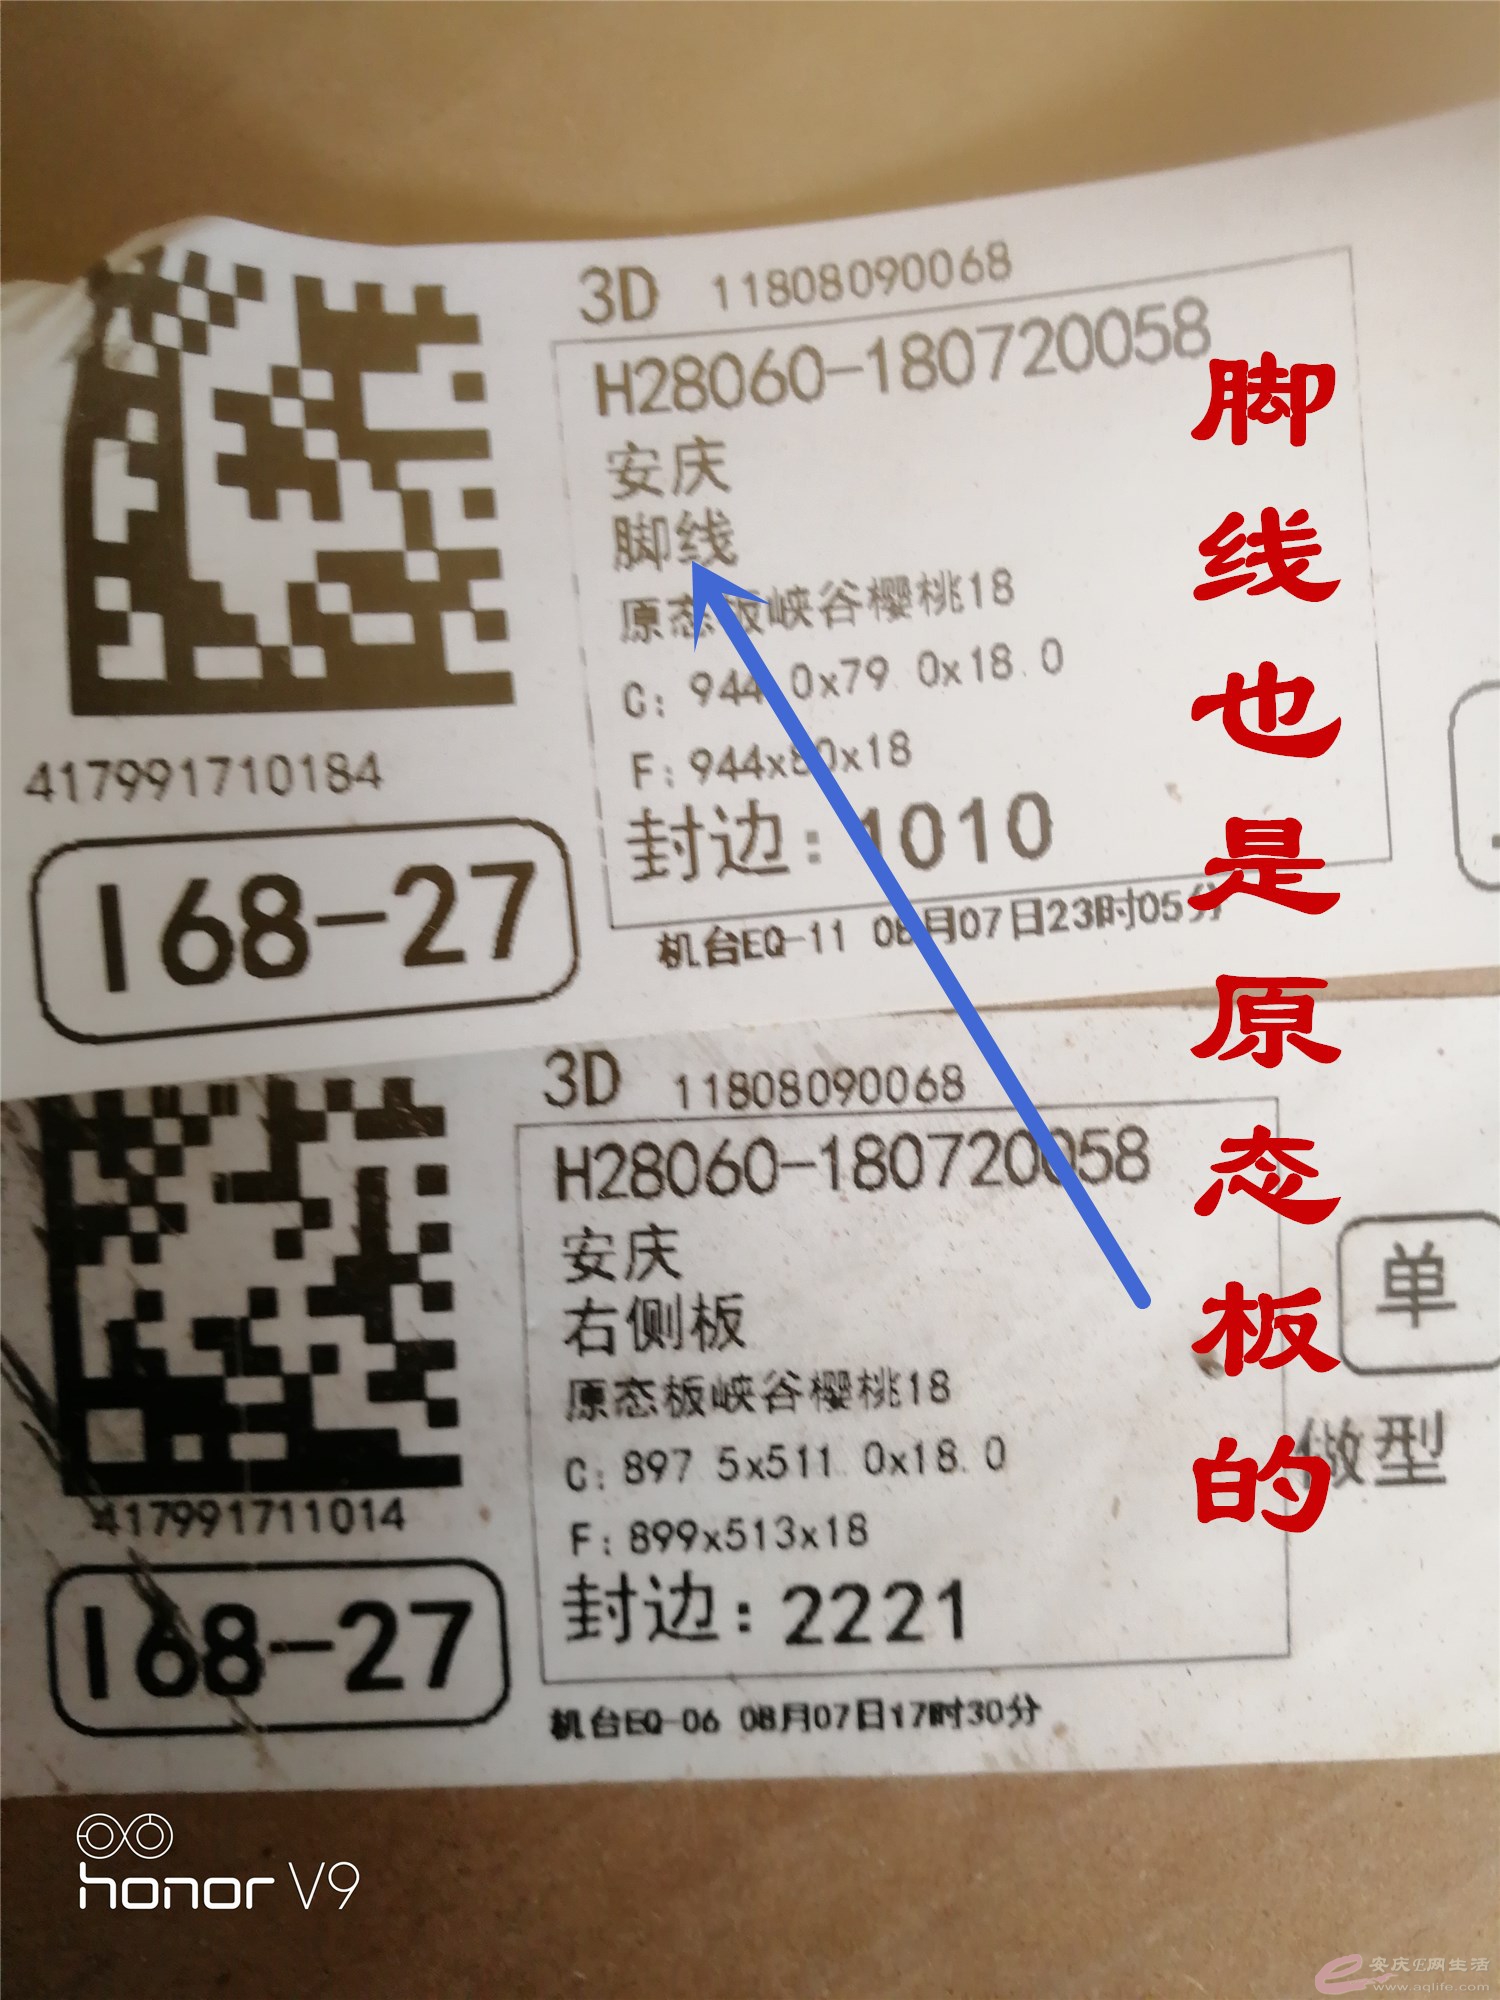 3D 11808090068
H28060-180720058
安庆
脚线
原态板峡谷樱桃18
C: 944.0x79.0x18.0
F: 944x80x18
封边: 1010
417991710184
168-27
机台EQ-11 08月07日23时05分
脚线也是原态板的
3D 11808090068
H28060-180720058
安庆
右侧板
原态板峡谷樱桃18
C: 897.5x511.0x18.0
F: 899x513x18
封边: 2221
单
做型
417991711014
168-27
机台EQ-06 08月07日17时30分
honor V9
安庆E网生活
www.aqlife.com